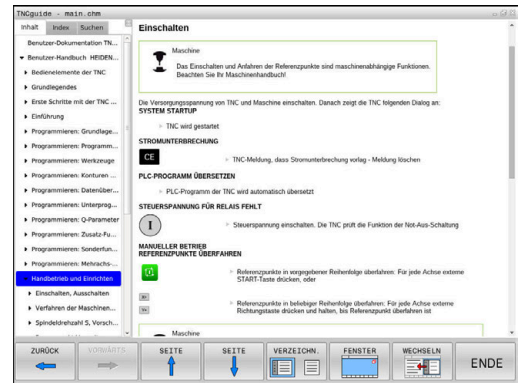 TNCguide - main.chm
Inhalt Index Suchen
Benutzer-Dokumentation TN...
Benutzer-Handbuch HEIDEN...
Bedienelemente der TNC
Grundlegendes
Erste Schritte mit der TNC ...
Einführung
Programmieren: Grundlage...
Programmieren: Programm...
Programmieren: Werkzeuge
Programmieren: Konturen ...
Programmieren: Datenüber...
Programmieren: Unterprog...
Programmieren: Q-Parameter
Programmieren: Zusatz-Fu...
Programmieren: Sonderfun...
Programmieren: Mehrachs-...
Handbetrieb und Einrichten
Einschalten, Ausschalten
Verfahren der Maschinen...
Spindeldrehzahl S, Vorsch...
Einschalten
Maschine
Das Einschalten und Anfahren der Referenzpunkte sind maschinenabhängige Funktionen.
Beachten Sie Ihr Maschinenhandbuch!
Die Versorgungsspannung von TNC und Maschine einschalten. Danach zeigt die TNC folgenden Dialog an:
SYSTEM STARTUP
TNC wird gestartet
STROMUNTERBRECHUNG
CE
TNC-Meldung, dass Stromunterbrechung vorlag - Meldung löschen
PLC-PROGRAMM ÜBERSETZEN
PLC-Programm der TNC wird automatisch übersetzt
STEUERSPANNUNG FÜR RELAIS FEHLT
I
Steuerspannung einschalten. Die TNC prüft die Funktion der Not-Aus-Schaltung
MANUELLER BETRIEB
REFERENZPUNKTE ÜBERFAHREN
Referenzpunkte in vorgegebener Reihenfolge überfahren: Für jede Achse externe
START-Taste drücken, oder
Referenzpunkte in beliebiger Reihenfolge überfahren: Für jede Achse externe
Richtungstaste drücken und halten, bis Referenzpunkt überfahren ist
Maschine
ZURÜCK VORWÄRTS SEITE SEITE VERZEICHN. FENSTER WECHSELN ENDE